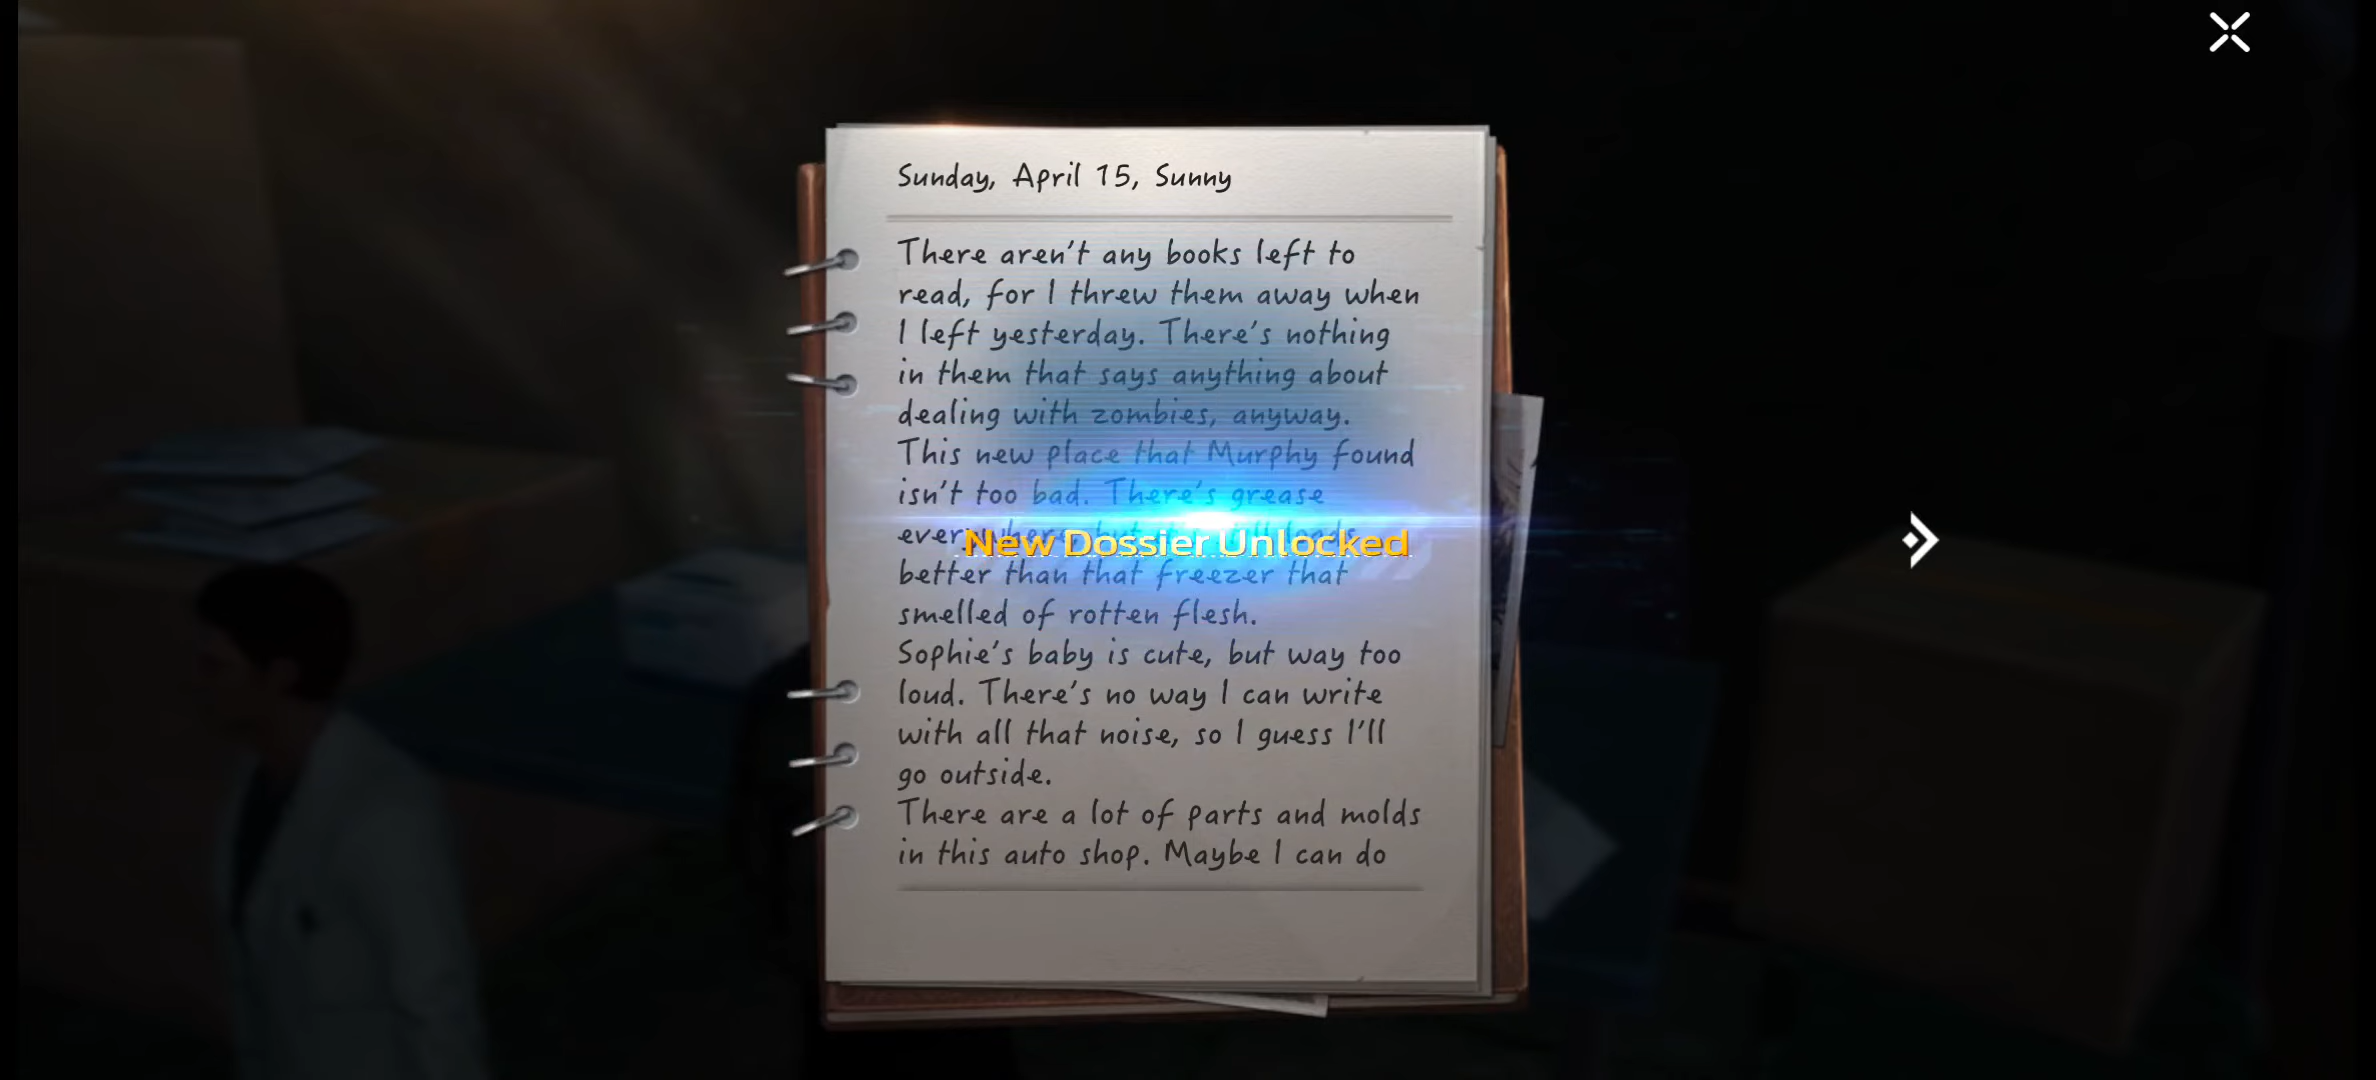 Sunday, April 15, Sunny
There aren't any books left to
read, for I threw them away when
I left yesterday. There's nothing
in them that says anything about
dealing with zombies, anyway.
This new place that Murphy found
isn't too bad. There's grease
everywhere, but
New Dossier Unlocked
better than that freezer that
smelled of rotten flesh.
Sophie's baby is cute, but way too
loud. There's no way I can write
with all that noise, so I guess I'll
go outside.
There are a lot of parts and molds
in this auto shop. Maybe I can do